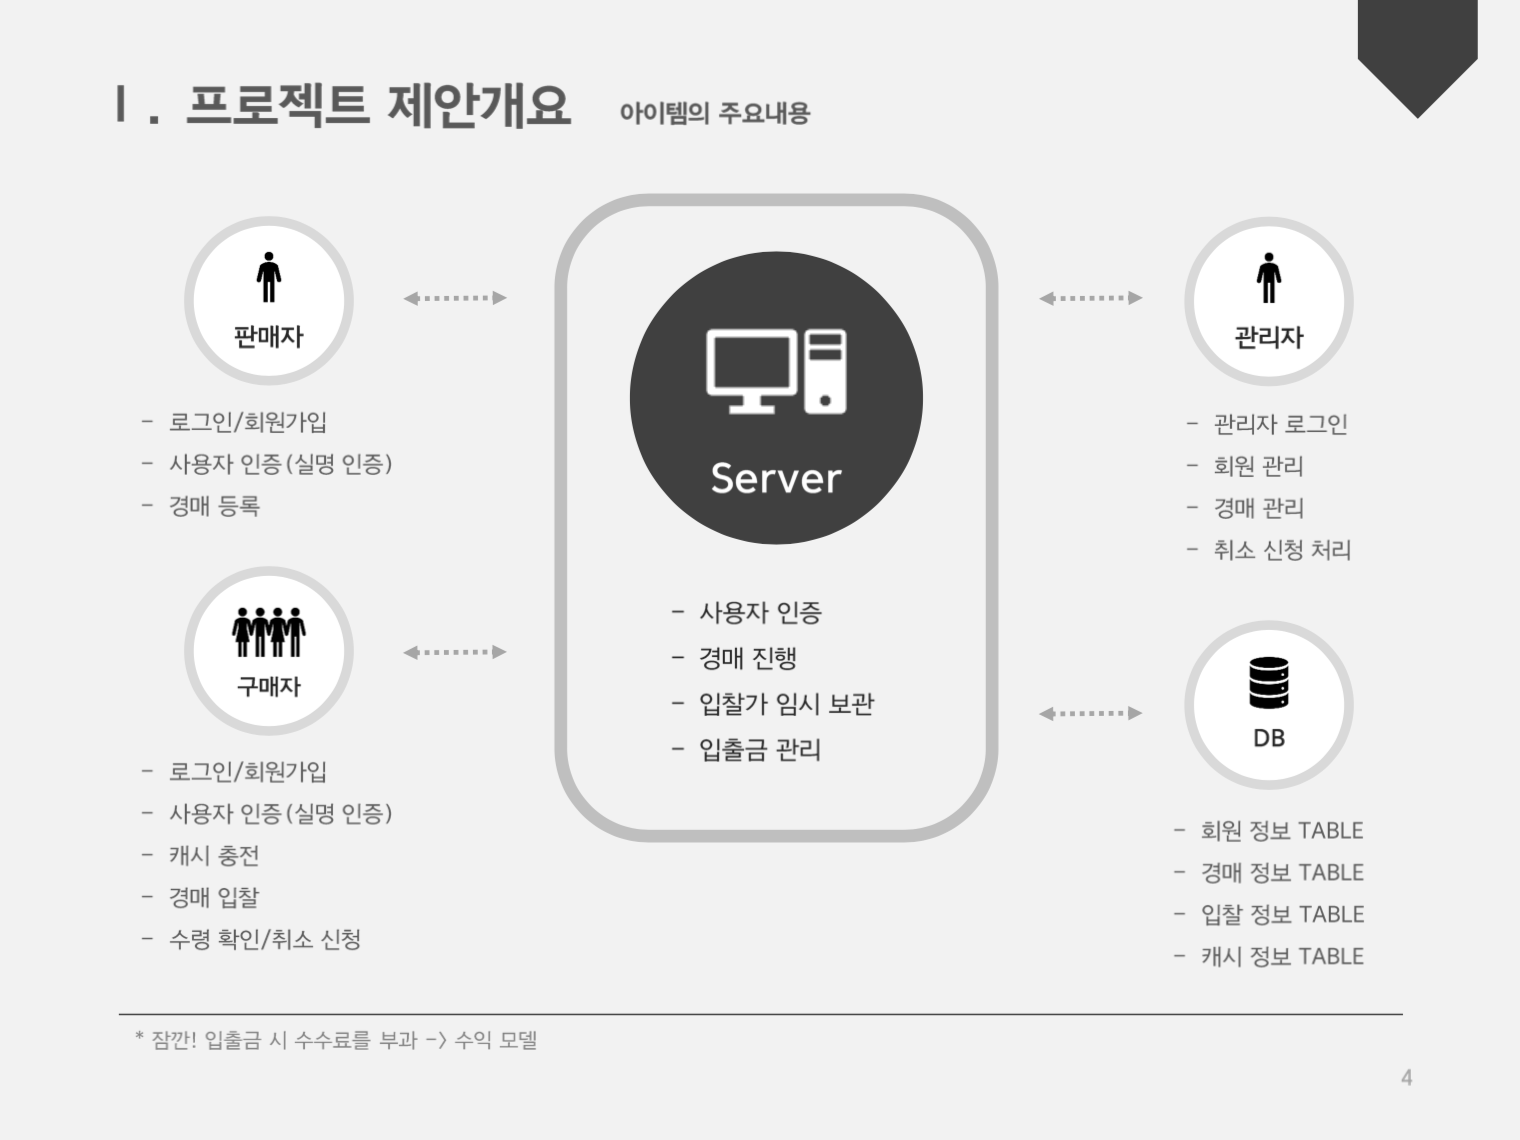 Ⅰ. 프로젝트 제안개요 아이템의 주요내용
판매자
- 로그인/회원가입
- 사용자 인증(실명 인증)
- 경매 등록
구매자
- 로그인/회원가입
- 사용자 인증(실명 인증)
- 캐시 충전
- 경매 입찰
- 수령 확인/취소 신청
Server
- 사용자 인증
- 경매 진행
- 입찰가 임시 보관
- 입출금 관리
관리자
- 관리자 로그인
- 회원 관리
- 경매 관리
- 취소 신청 처리
DB
- 회원 정보 TABLE
- 경매 정보 TABLE
- 입찰 정보 TABLE
- 캐시 정보 TABLE
* 잠깐! 입출금 시 수수료를 부과 -> 수익 모델
4